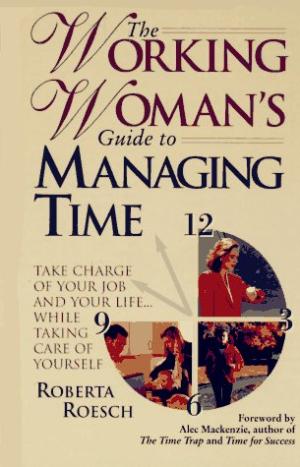 The
WORKING
WOMAN'S
Guide to
MANAGING
TIME
12
TAKE CHARGE
OF YOUR JOB
AND YOUR LIFE...
WHILE
TAKING
CARE OF
YOURSELF
9
3
6
ROBERTA
ROESCH
Foreword by
Alec Mackenzie, author of
The Time Trap and Time for Success